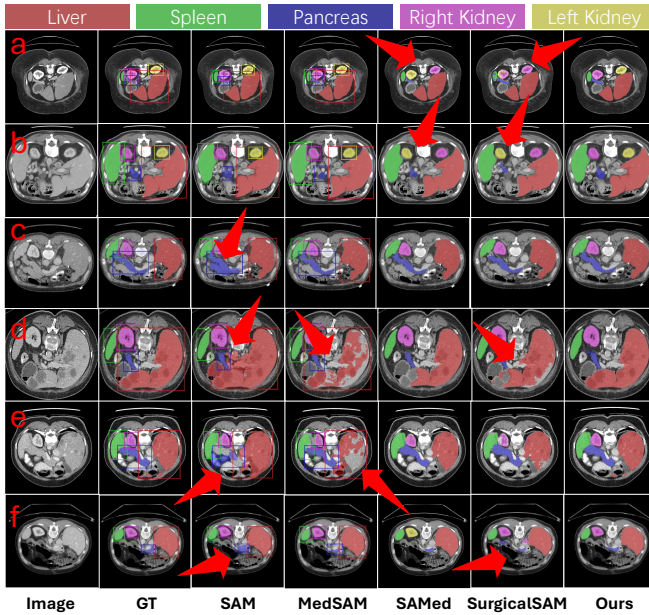 Liver Spleen Pancreas Right Kidney Left Kidney
a
b
c
d
e
f
Image GT SAM MedSAM SAMed SurgicalSAM Ours